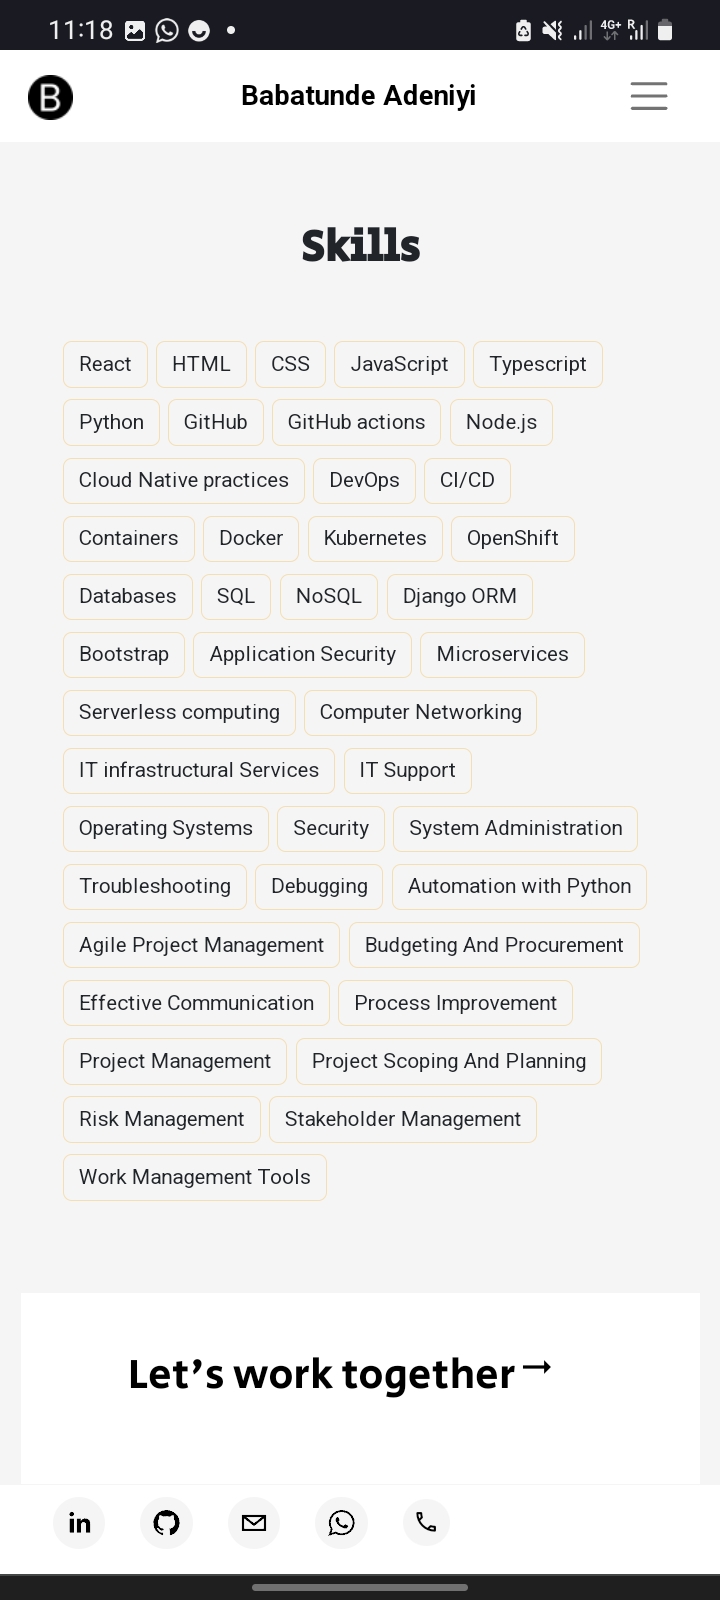 11:18 4G+ R
B Babatunde Adeniyi
Skills
React HTML CSS JavaScript Typescript
Python GitHub GitHub actions Node.js
Cloud Native practices DevOps CI/CD
Containers Docker Kubernetes OpenShift
Databases SQL NoSQL Django ORM
Bootstrap Application Security Microservices
Serverless computing Computer Networking
IT infrastructural Services IT Support
Operating Systems Security System Administration
Troubleshooting Debugging Automation with Python
Agile Project Management Budgeting And Procurement
Effective Communication Process Improvement
Project Management Project Scoping And Planning
Risk Management Stakeholder Management
Work Management Tools
Let’s work together→
in